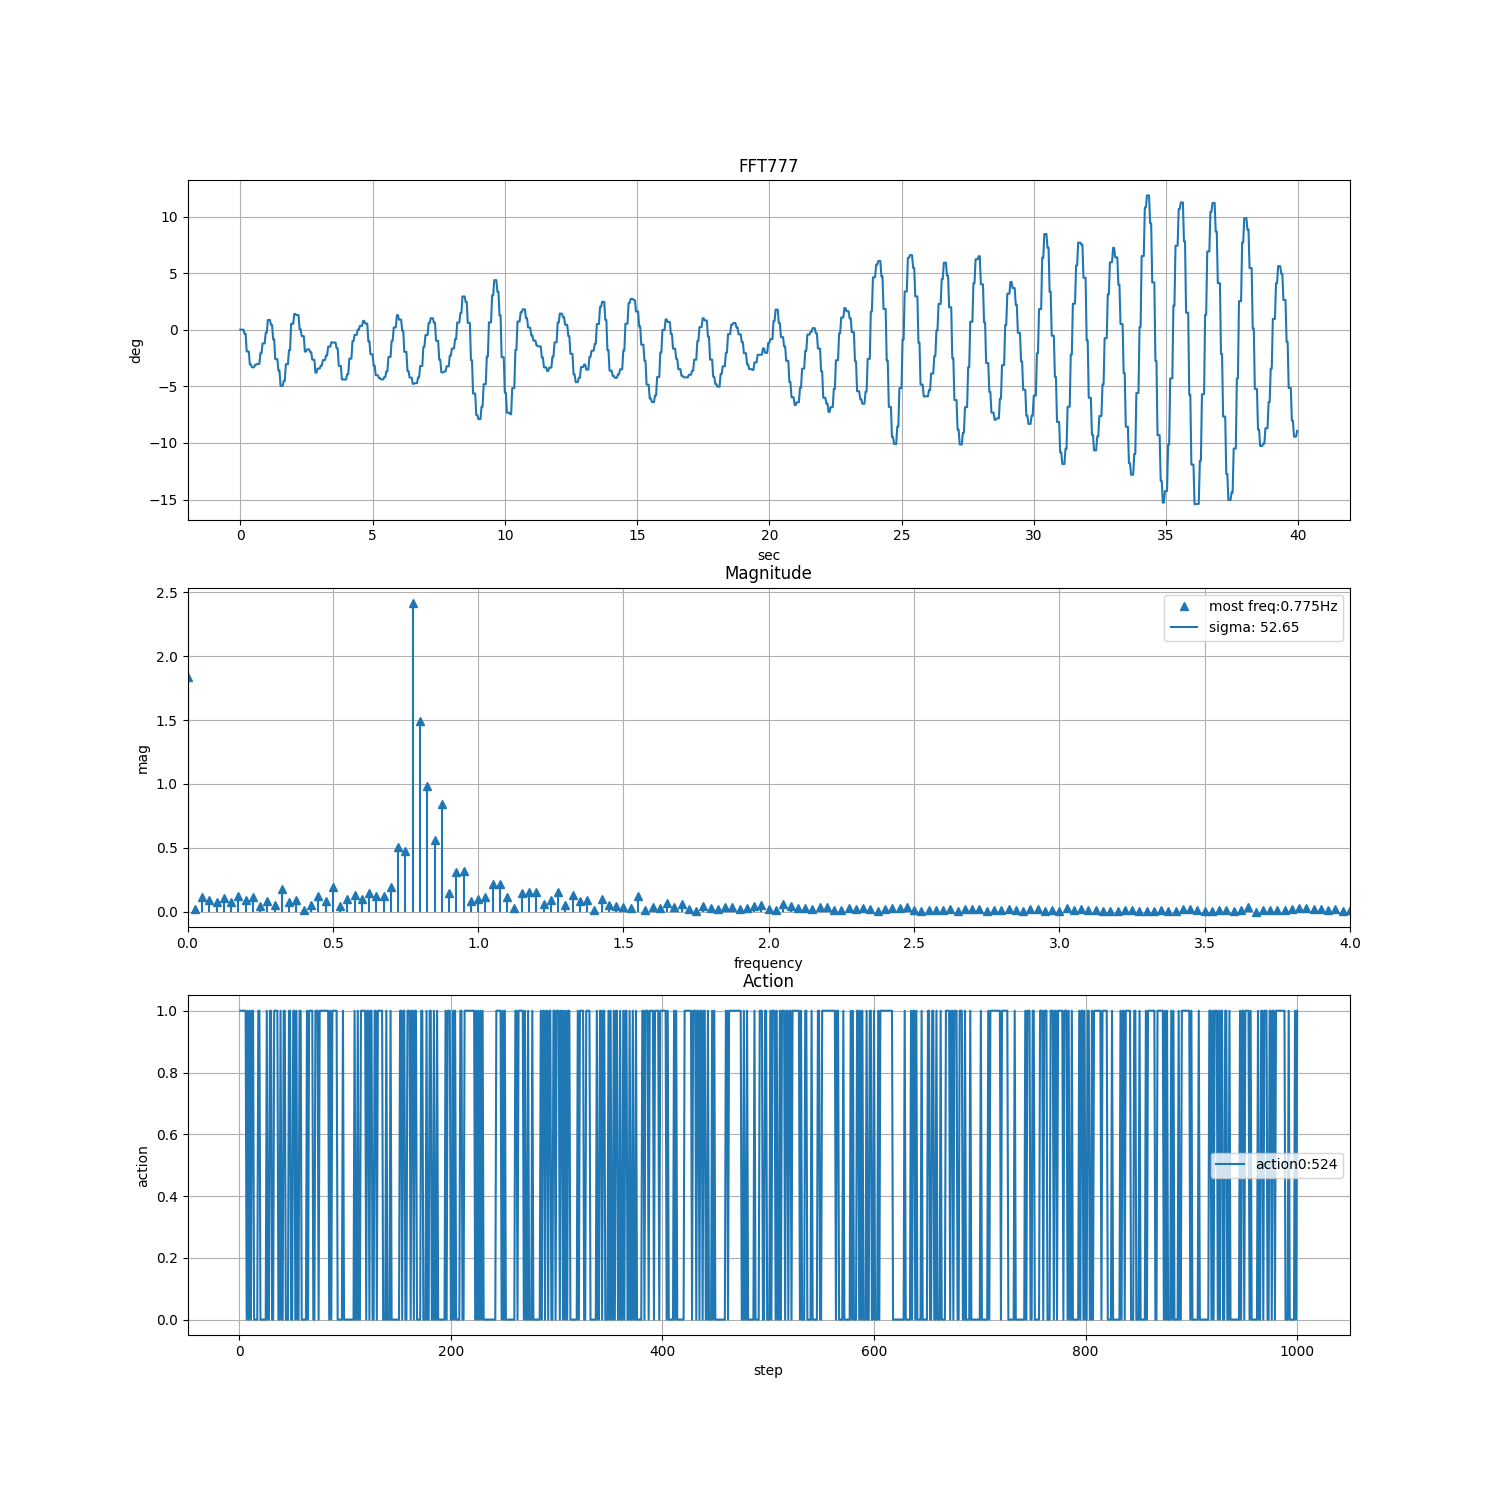 FFT777
10
5
0
−5
−10
−15
deg
0 5 10 15 20 25 30 35 40
sec
Magnitude
2.5
2.0
1.5
1.0
0.5
0.0
mag
most freq:0.775Hz
sigma: 52.65
0.0 0.5 1.0 1.5 2.0 2.5 3.0 3.5 4.0
frequency
Action
1.0
0.8
0.6
0.4
0.2
0.0
action
action0:524
0 200 400 600 800 1000
step